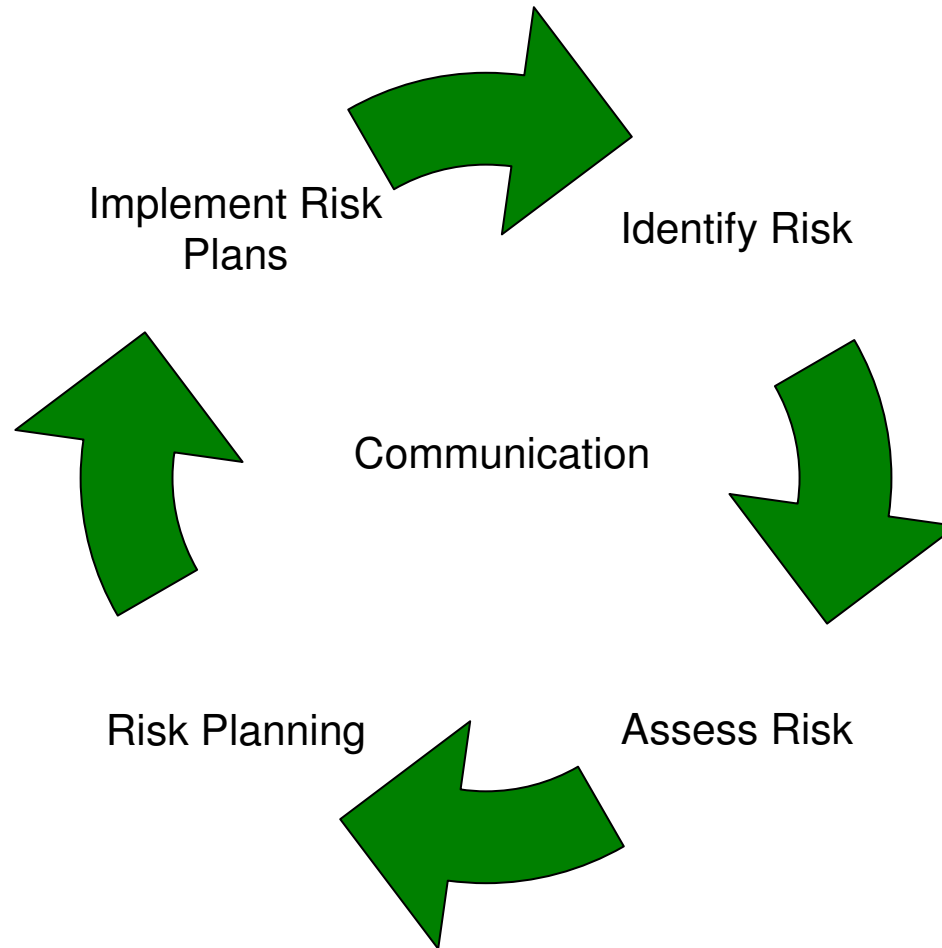 Implement Risk
Plans
Identify Risk
Communication
Risk Planning
Assess Risk